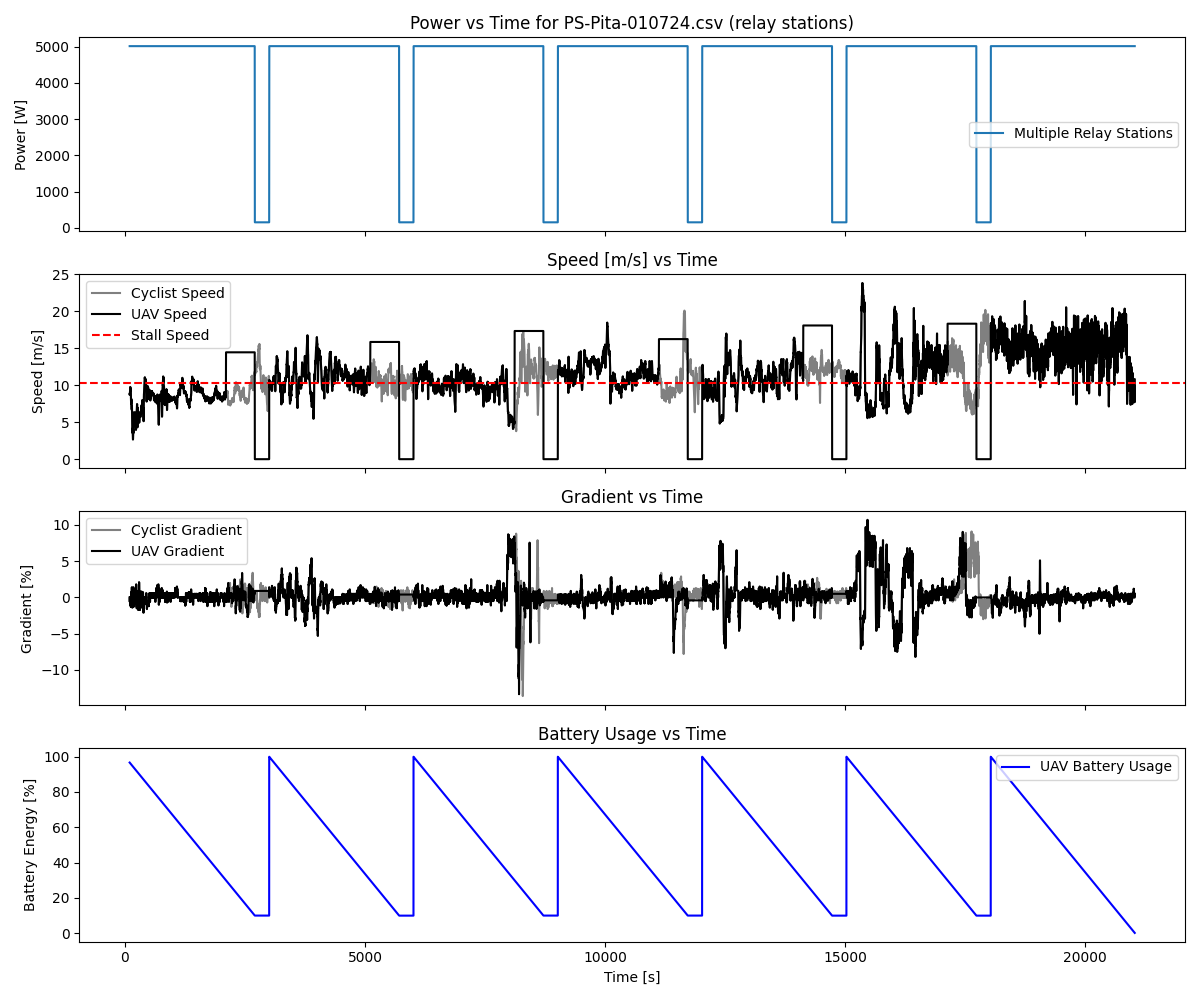 Power vs Time for PS-Pita-010724.csv (relay stations)
Power [W]
5000
4000
3000
2000
1000
0
Multiple Relay Stations
Speed [m/s] vs Time
Speed [m/s]
25
20
15
10
5
0
Cyclist Speed
UAV Speed
Stall Speed
Gradient vs Time
Gradient [%]
10
5
0
−5
−10
Cyclist Gradient
UAV Gradient
Battery Usage vs Time
Battery Energy [%]
100
80
60
40
20
0
UAV Battery Usage
0 5000 10000 15000 20000
Time [s]